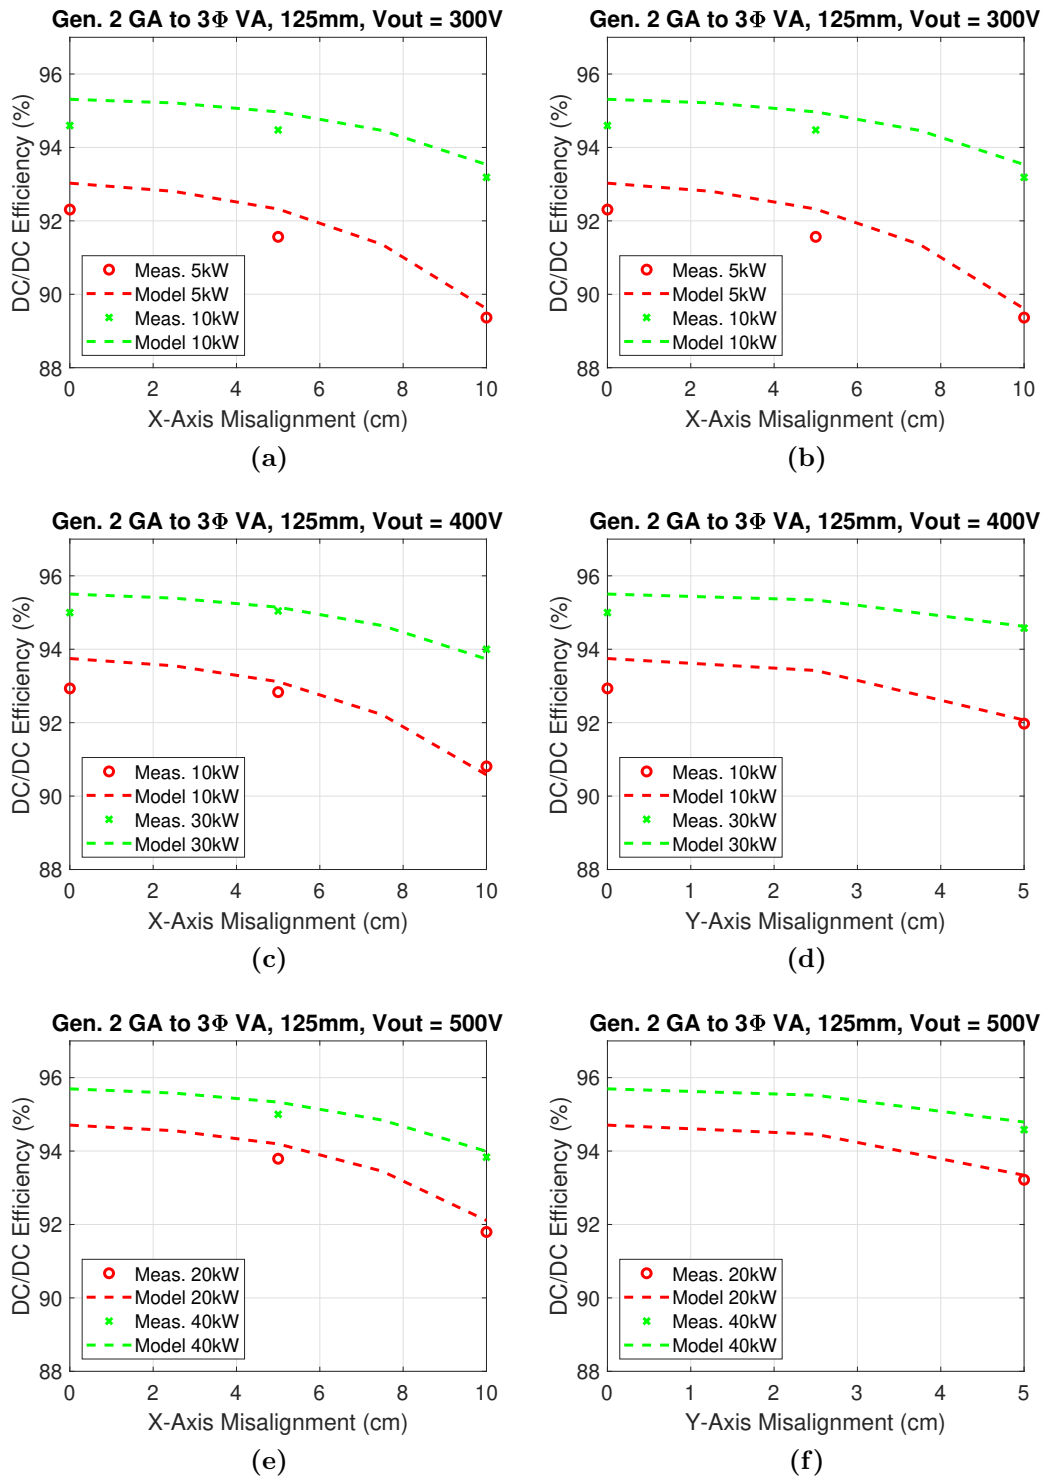 Gen. 2 GA to 3Φ VA, 125mm, Vout = 300V
DC/DC Efficiency (%)
96
94
92
90
88
Meas. 5kW
Model 5kW
Meas. 10kW
Model 10kW
0 2 4 6 8 10
X-Axis Misalignment (cm)
(a)
Gen. 2 GA to 3Φ VA, 125mm, Vout = 300V
DC/DC Efficiency (%)
96
94
92
90
88
Meas. 5kW
Model 5kW
Meas. 10kW
Model 10kW
0 2 4 6 8 10
X-Axis Misalignment (cm)
(b)
Gen. 2 GA to 3Φ VA, 125mm, Vout = 400V
DC/DC Efficiency (%)
96
94
92
90
88
Meas. 10kW
Model 10kW
Meas. 30kW
Model 30kW
0 2 4 6 8 10
X-Axis Misalignment (cm)
(c)
Gen. 2 GA to 3Φ VA, 125mm, Vout = 400V
DC/DC Efficiency (%)
96
94
92
90
88
Meas. 10kW
Model 10kW
Meas. 30kW
Model 30kW
0 1 2 3 4 5
Y-Axis Misalignment (cm)
(d)
Gen. 2 GA to 3Φ VA, 125mm, Vout = 500V
DC/DC Efficiency (%)
96
94
92
90
88
Meas. 20kW
Model 20kW
Meas. 40kW
Model 40kW
0 2 4 6 8 10
X-Axis Misalignment (cm)
(e)
Gen. 2 GA to 3Φ VA, 125mm, Vout = 500V
DC/DC Efficiency (%)
96
94
92
90
88
Meas. 20kW
Model 20kW
Meas. 40kW
Model 40kW
0 1 2 3 4 5
Y-Axis Misalignment (cm)
(f)